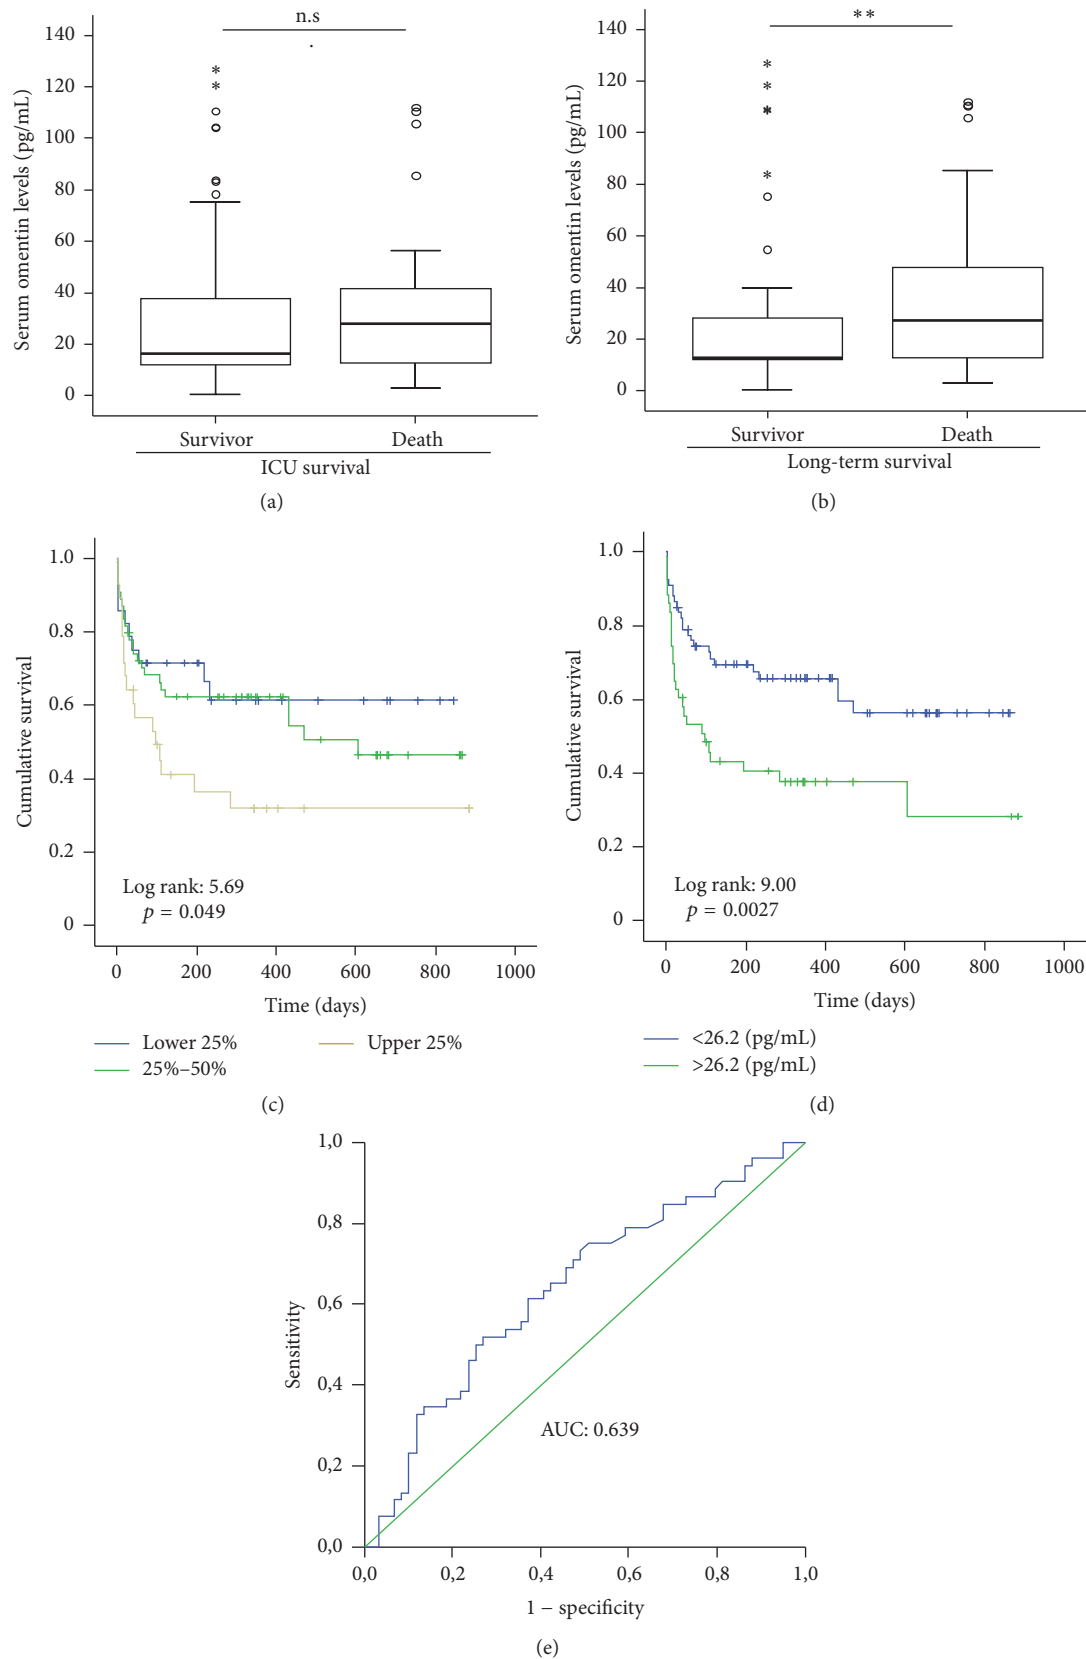 n.s
Serum omentin levels (pg/mL)
140
120
100
80
60
40
20
0
Survivor
Death
ICU survival
(a)
**
Serum omentin levels (pg/mL)
140
120
100
80
60
40
20
0
Survivor
Death
Long-term survival
(b)
Cumulative survival
1.0
0.8
0.6
0.4
0.2
0
Log rank: 5.69
p = 0.049
0 200 400 600 800 1000
Time (days)
Lower 25%
25%–50%
Upper 25%
(c)
Cumulative survival
1.0
0.8
0.6
0.4
0.2
0
Log rank: 9.00
p = 0.0027
0 200 400 600 800 1000
Time (days)
<26.2 (pg/mL)
>26.2 (pg/mL)
(d)
Sensitivity
1,0
0,8
0,6
0,4
0,2
0,0
AUC: 0.639
0,0 0,2 0,4 0,6 0,8 1,0
1 − specificity
(e)